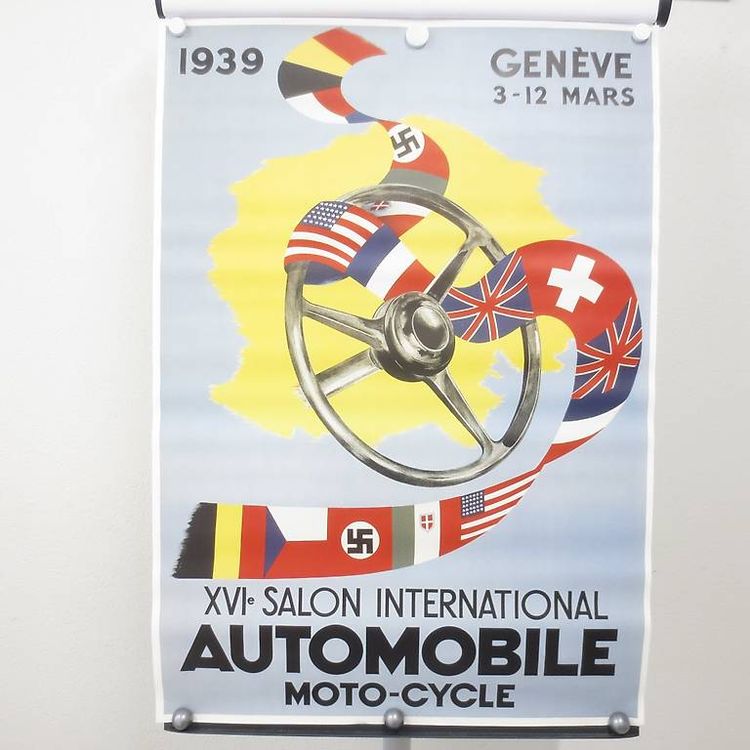 1939
GENÈVE
3-12 MARS
XVIe SALON INTERNATIONAL
AUTOMOBILE
MOTO-CYCLE